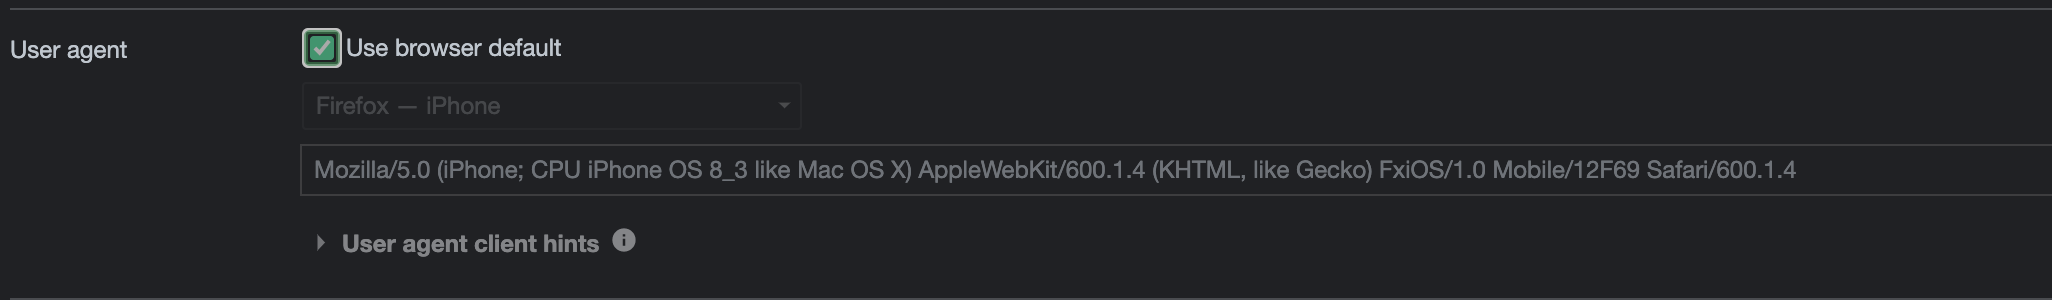 User agent
Use browser default
Firefox — iPhone
Mozilla/5.0 (iPhone; CPU iPhone OS 8_3 like Mac OS X) AppleWebKit/600.1.4 (KHTML, like Gecko) FxiOS/1.0 Mobile/12F69 Safari/600.1.4
User agent client hints